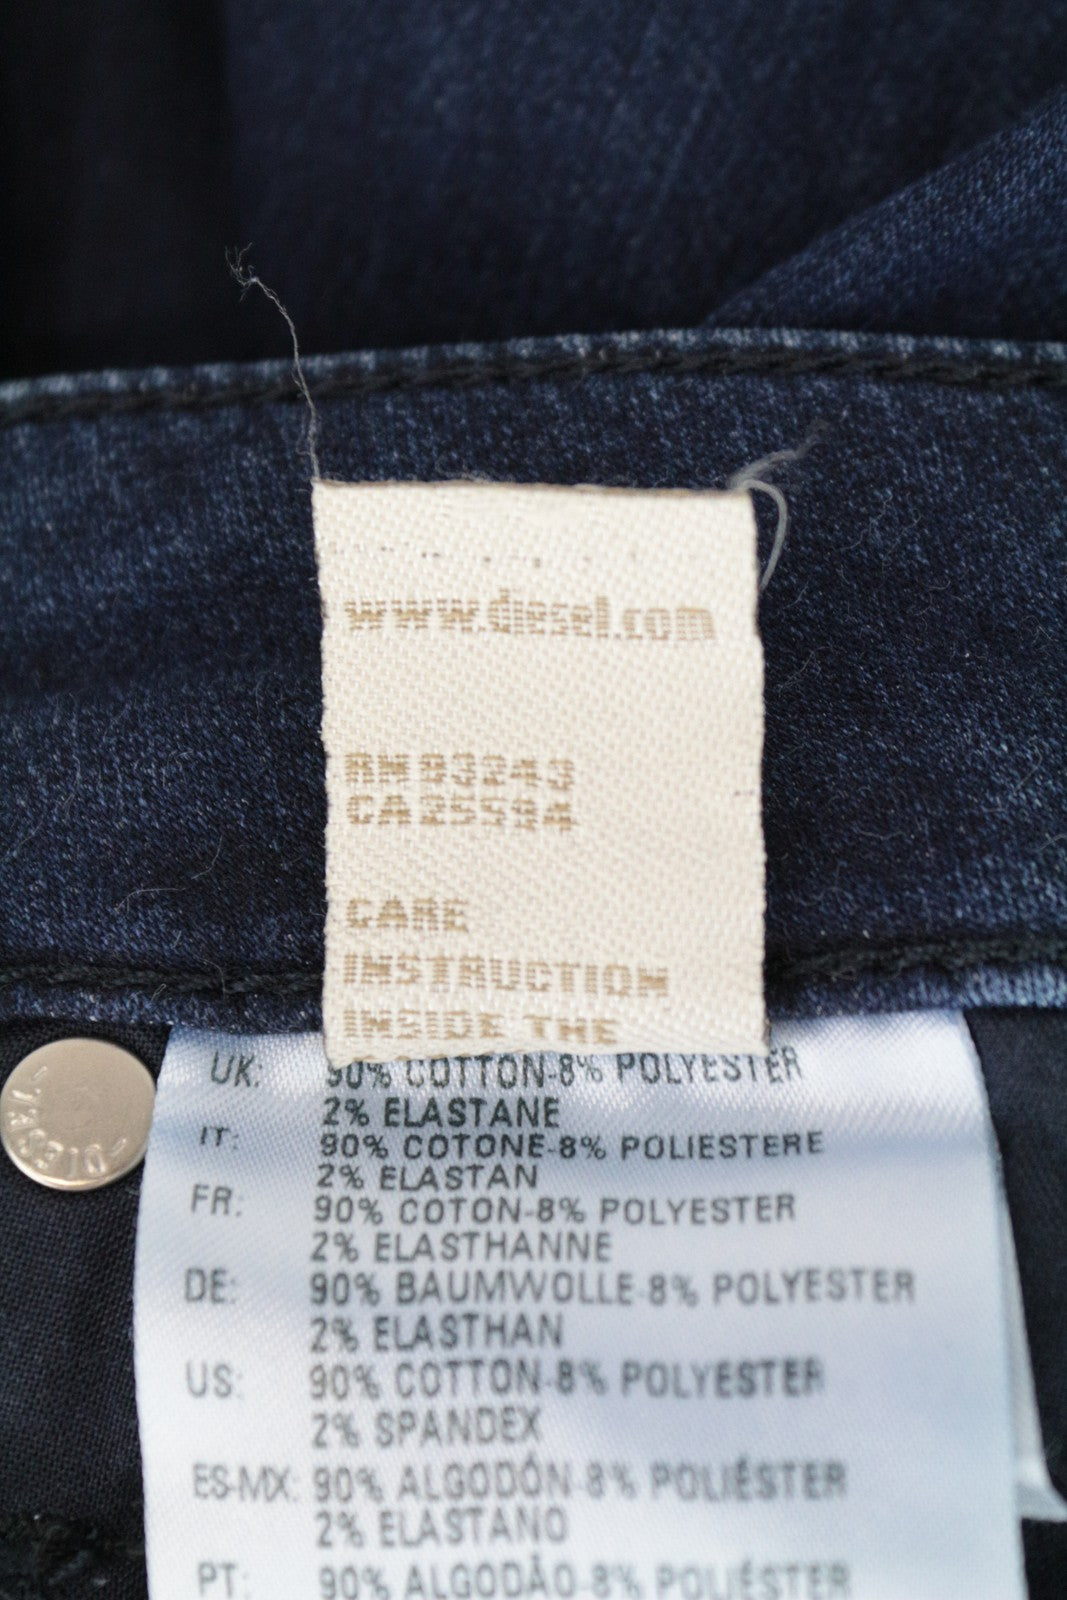 www.diesel.com
RN 93243
CA25594
CARE
INSTRUCTION
INSIDE THE
UK: 90% COTTON-8% POLYESTER
2% ELASTANE
IT: 90% COTONE-8% POLIESTERE
2% ELASTAN
FR: 90% COTON-8% POLYESTER
2% ELASTHANNE
DE: 90% BAUMWOLLE-8% POLYESTER
2% ELASTHAN
US: 90% COTTON-8% POLYESTER
2% SPANDEX
ES-MX: 90% ALGODÓN-8% POLIÉSTER
2% ELASTANO
PT: 90% ALGODÃO-8% POLIÉSTER
-DIESEL-